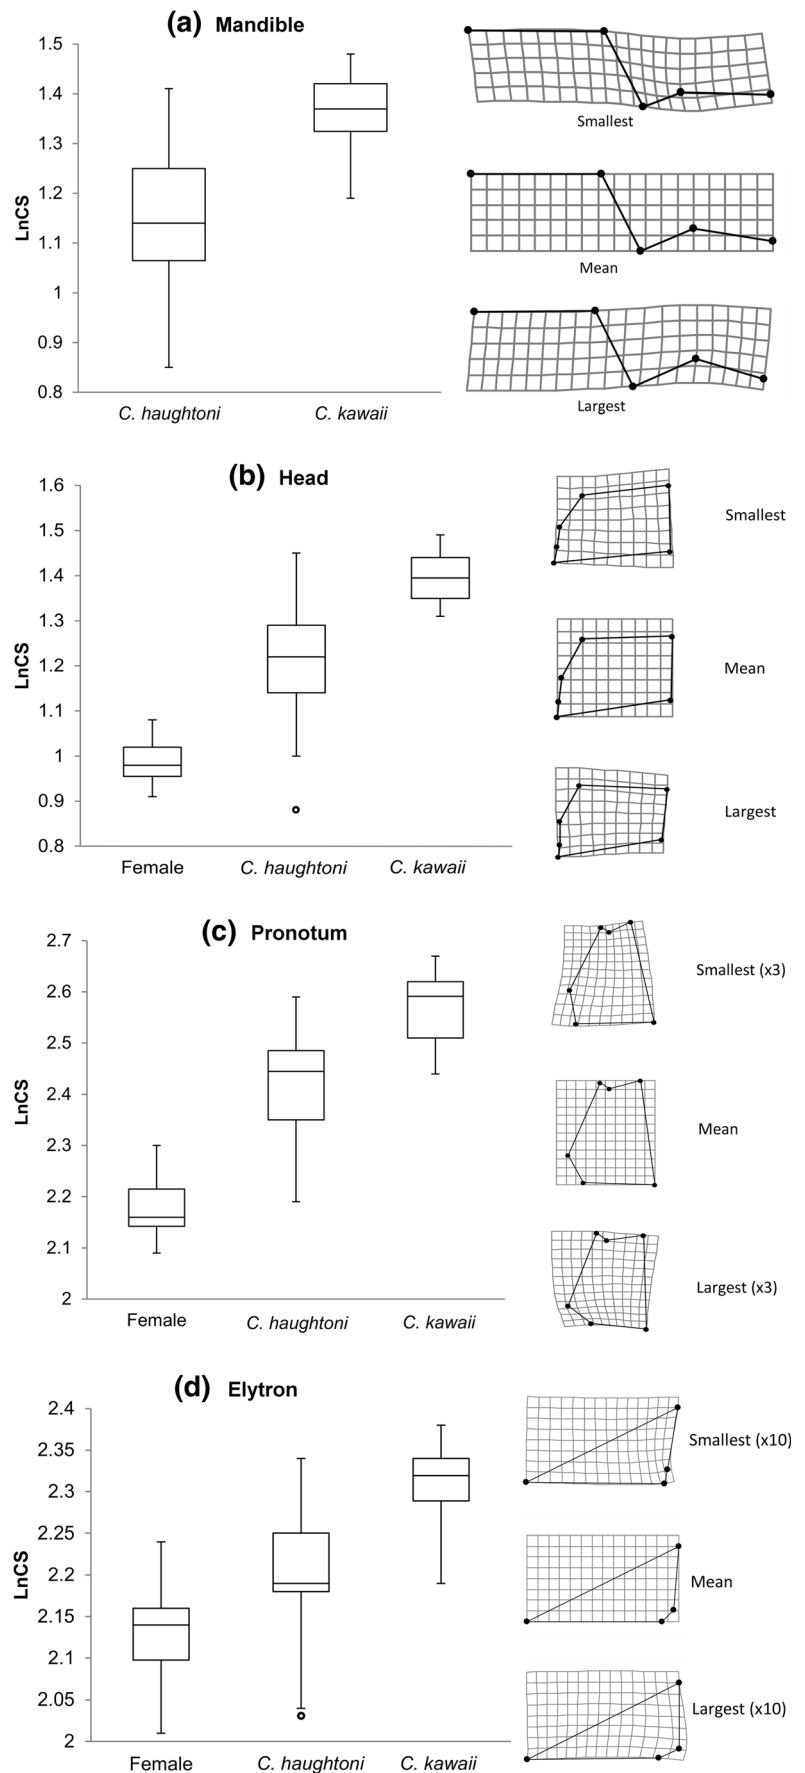 (a) Mandible
1.5
1.4
1.3
1.2
1.1
1
0.9
0.8
LnCS
C. haughtoni
C. kawaii
Smallest
Mean
Largest
(b) Head
1.6
1.5
1.4
1.3
1.2
1.1
1
0.9
0.8
LnCS
Female
C. haughtoni
C. kawaii
Smallest
Mean
Largest
(c) Pronotum
2.7
2.6
2.5
2.4
2.3
2.2
2.1
2
LnCS
Female
C. haughtoni
C. kawaii
Smallest (x3)
Mean
Largest (x3)
(d) Elytron
2.4
2.35
2.3
2.25
2.2
2.15
2.1
2.05
2
LnCS
Female
C. haughtoni
C. kawaii
Smallest (x10)
Mean
Largest (x10)